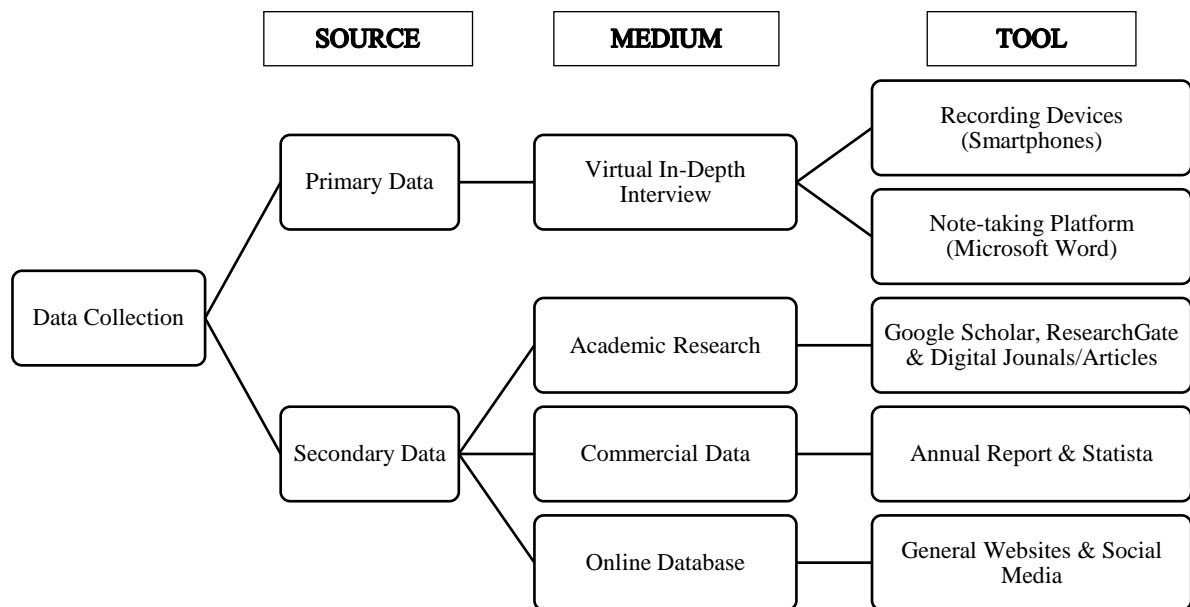 SOURCE
MEDIUM
TOOL
Recording Devices
(Smartphones)
Primary Data
Virtual In-Depth
Interview
Note-taking Platform
(Microsoft Word)
Data Collection
Academic Research
Google Scholar, ResearchGate
& Digital Jounals/Articles
Secondary Data
Commercial Data
Annual Report & Statista
Online Database
General Websites & Social
Media